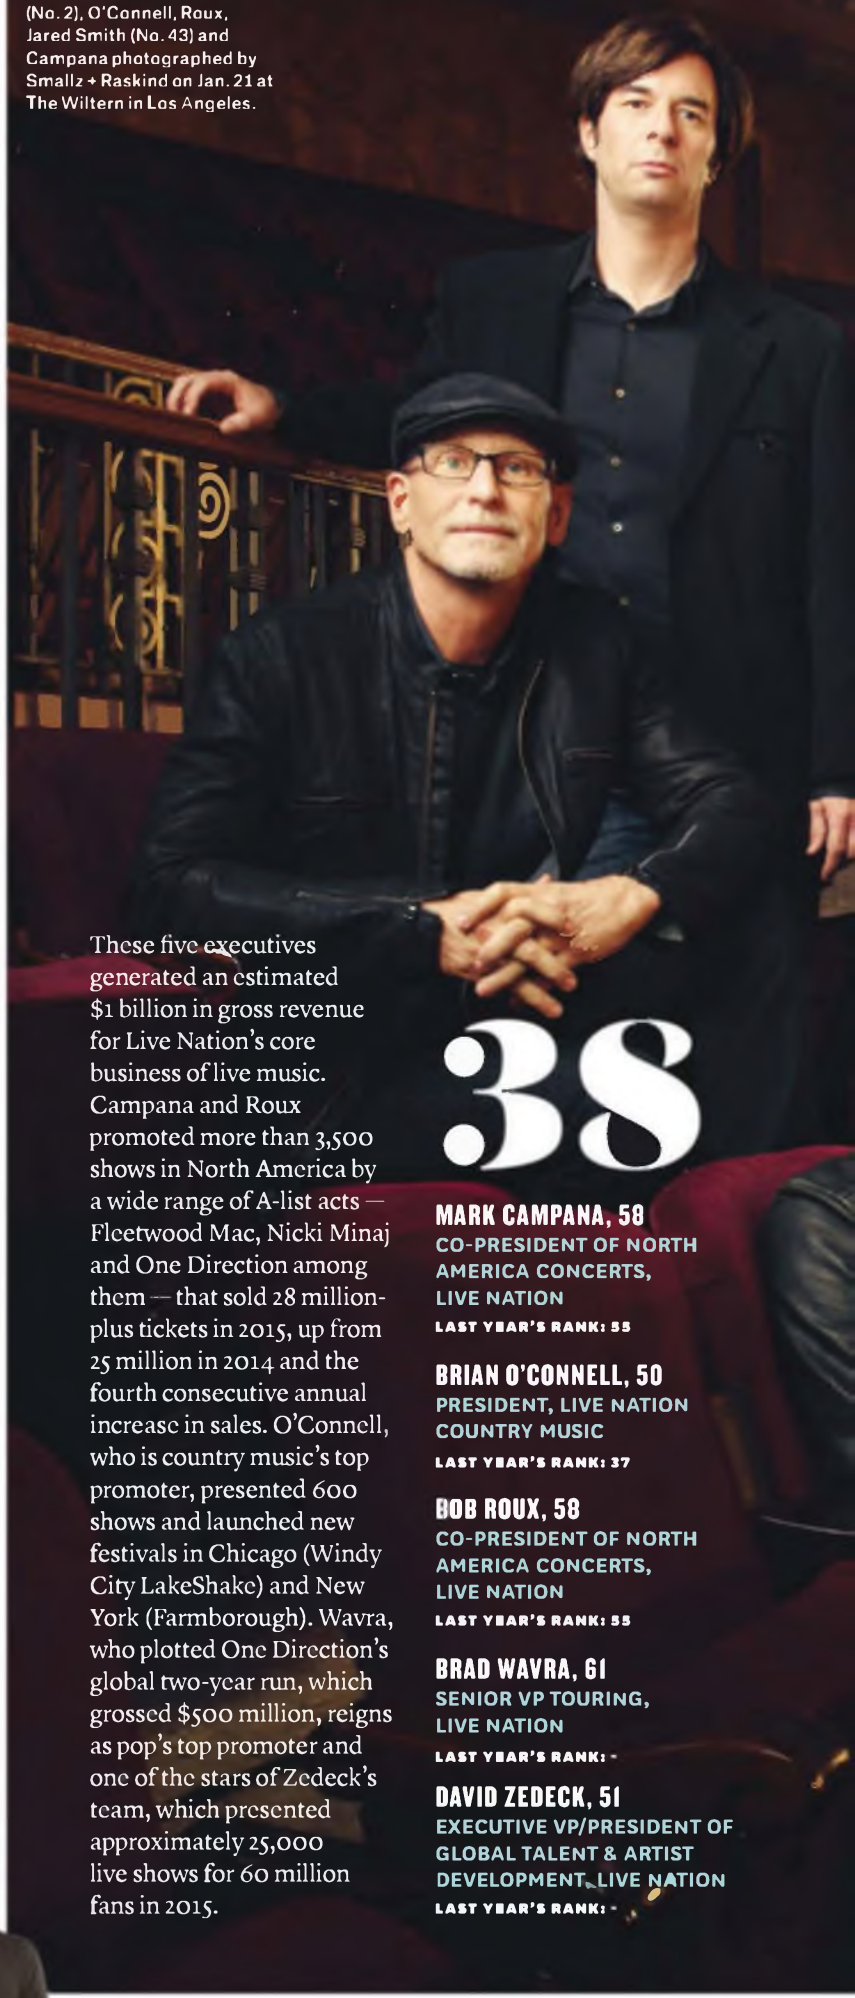 (No. 2), O'Connell, Roux,
Jared Smith (No. 43) and
Campana photographed by
Smallz + Raskind on Jan. 21 at
The Wiltern in Los Angeles.
These five executives
generated an estimated
$1 billion in gross revenue
for Live Nation's core
business of live music.
Campana and Roux
promoted more than 3,500
shows in North America by
a wide range of A-list acts —
Fleetwood Mac, Nicki Minaj
and One Direction among
them — that sold 28 million-
plus tickets in 2015, up from
25 million in 2014 and the
fourth consecutive annual
increase in sales. O'Connell,
who is country music's top
promoter, presented 600
shows and launched new
festivals in Chicago (Windy
City LakeShake) and New
York (Farmborough). Wavra,
who plotted One Direction's
global two-year run, which
grossed $500 million, reigns
as pop's top promoter and
one of the stars of Zedeck's
team, which presented
approximately 25,000
live shows for 60 million
fans in 2015.
38
MARK CAMPANA, 58
CO-PRESIDENT OF NORTH
AMERICA CONCERTS,
LIVE NATION
LAST YEAR'S RANK: 55
BRIAN O'CONNELL, 50
PRESIDENT, LIVE NATION
COUNTRY MUSIC
LAST YEAR'S RANK: 37
BOB ROUX, 58
CO-PRESIDENT OF NORTH
AMERICA CONCERTS,
LIVE NATION
LAST YEAR'S RANK: 55
BRAD WAVRA, 61
SENIOR VP TOURING,
LIVE NATION
LAST YEAR'S RANK: -
DAVID ZEDECK, 51
EXECUTIVE VP/PRESIDENT OF
GLOBAL TALENT & ARTIST
DEVELOPMENT, LIVE NATION
LAST YEAR'S RANK: -